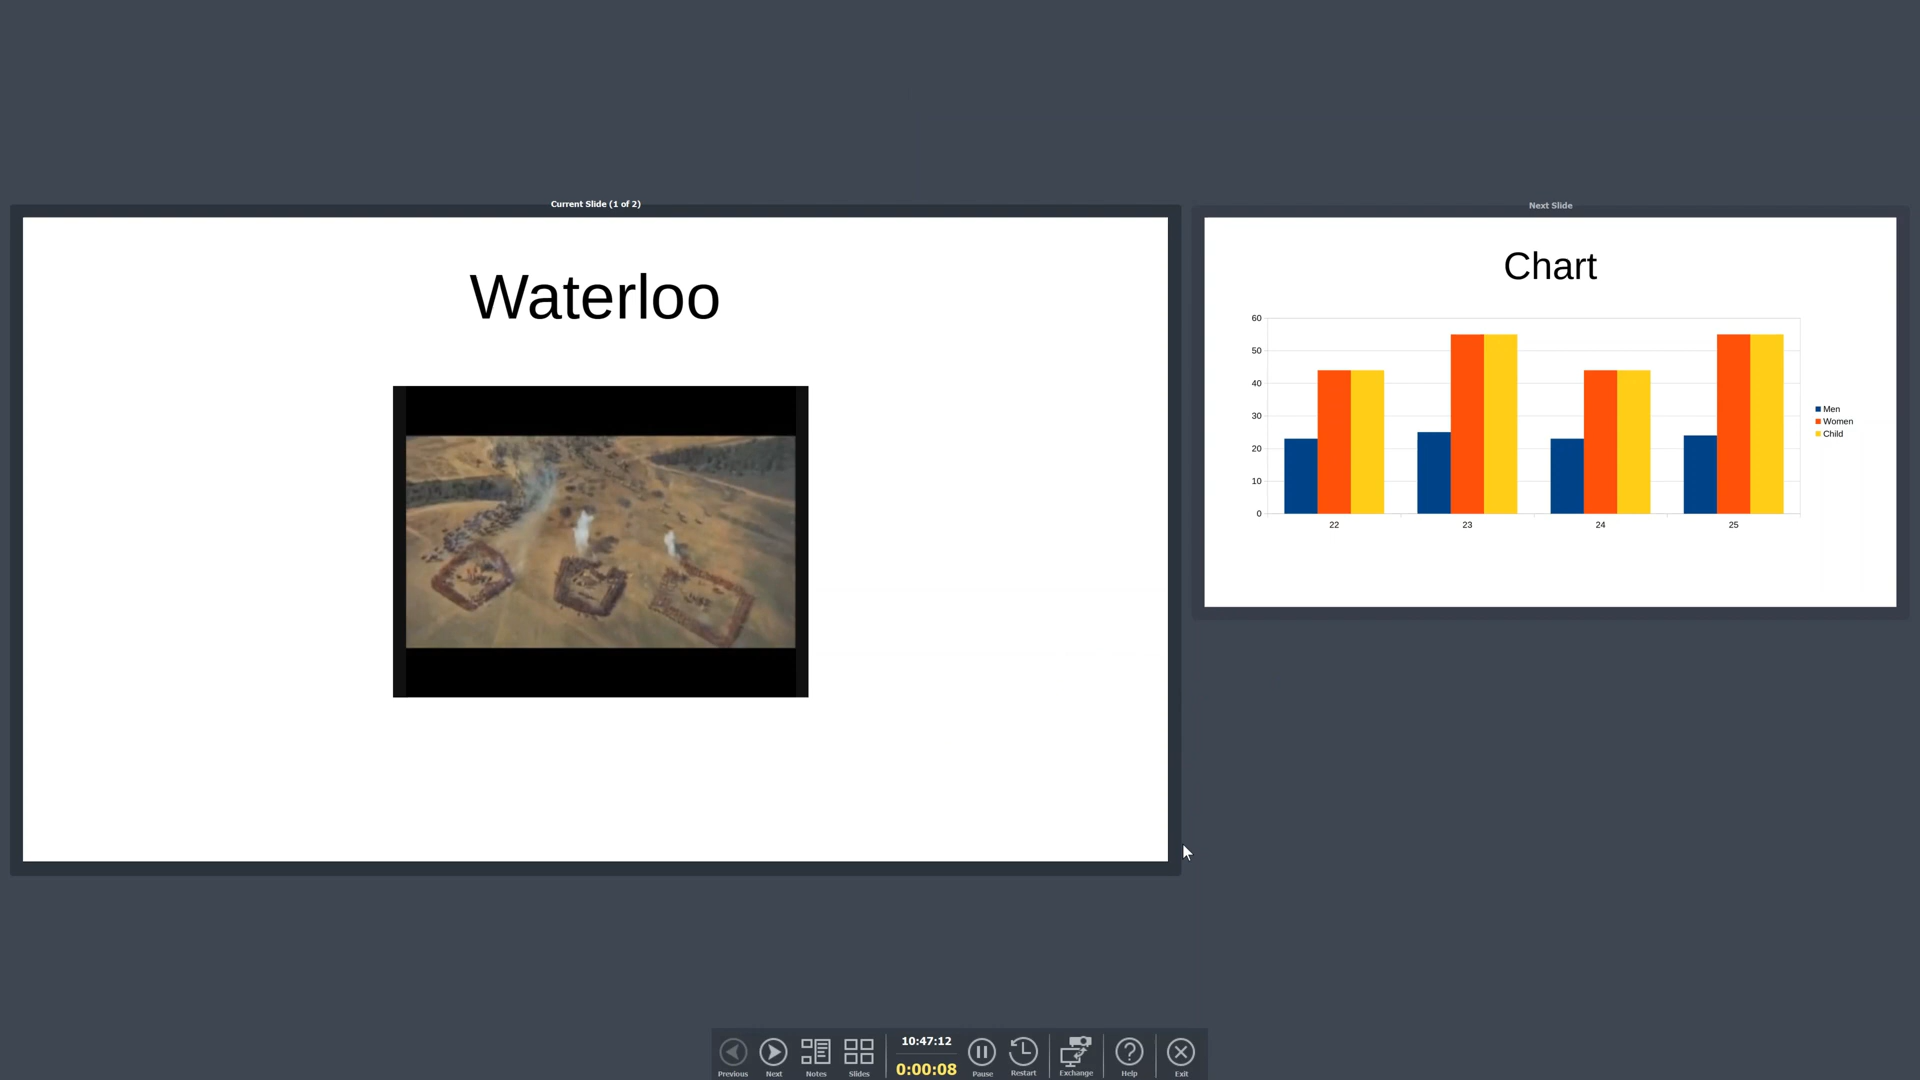 Current Slide (1 of 2)
Waterloo
Next Slide
Chart
60
50
40
30
20
10
0
22 23 24 25
Men
Women
Child
Previous
Next
Notes
Slides
10:47:12
0:00:08
Pause
Restart
Exchange
Help
Exit